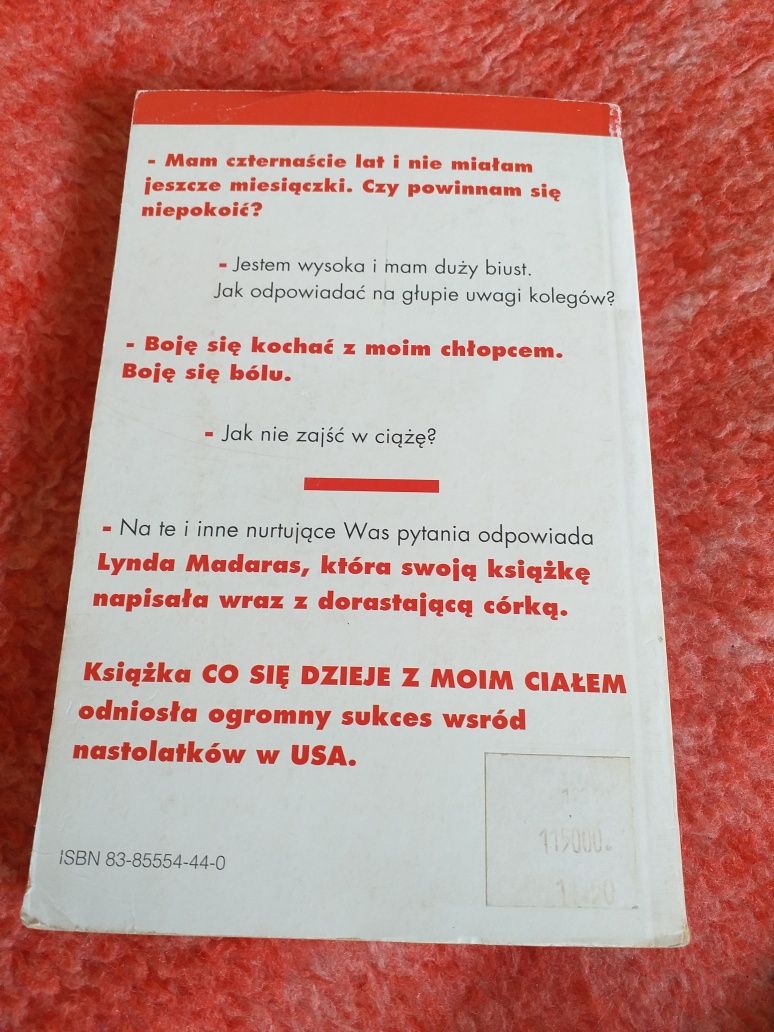 - Mam czternaście lat i nie miałam
jeszcze miesiączki. Czy powinnam się
niepokoić?
- Jestem wysoka i mam duży biust.
Jak odpowiadać na głupie uwagi kolegów?
- Boję się kochać z moim chłopcem.
Boję się bólu.
- Jak nie zajść w ciążę?
- Na te i inne nurtujące Was pytania odpowiada
Lynda Madaras, która swoją książkę
napisała wraz z dorastającą córką.
Książka CO SIĘ DZIEJE Z MOIM CIAŁEM
odniosła ogromny sukces wsród
nastolatków w USA.
ISBN 83-85554-44-0
115000.